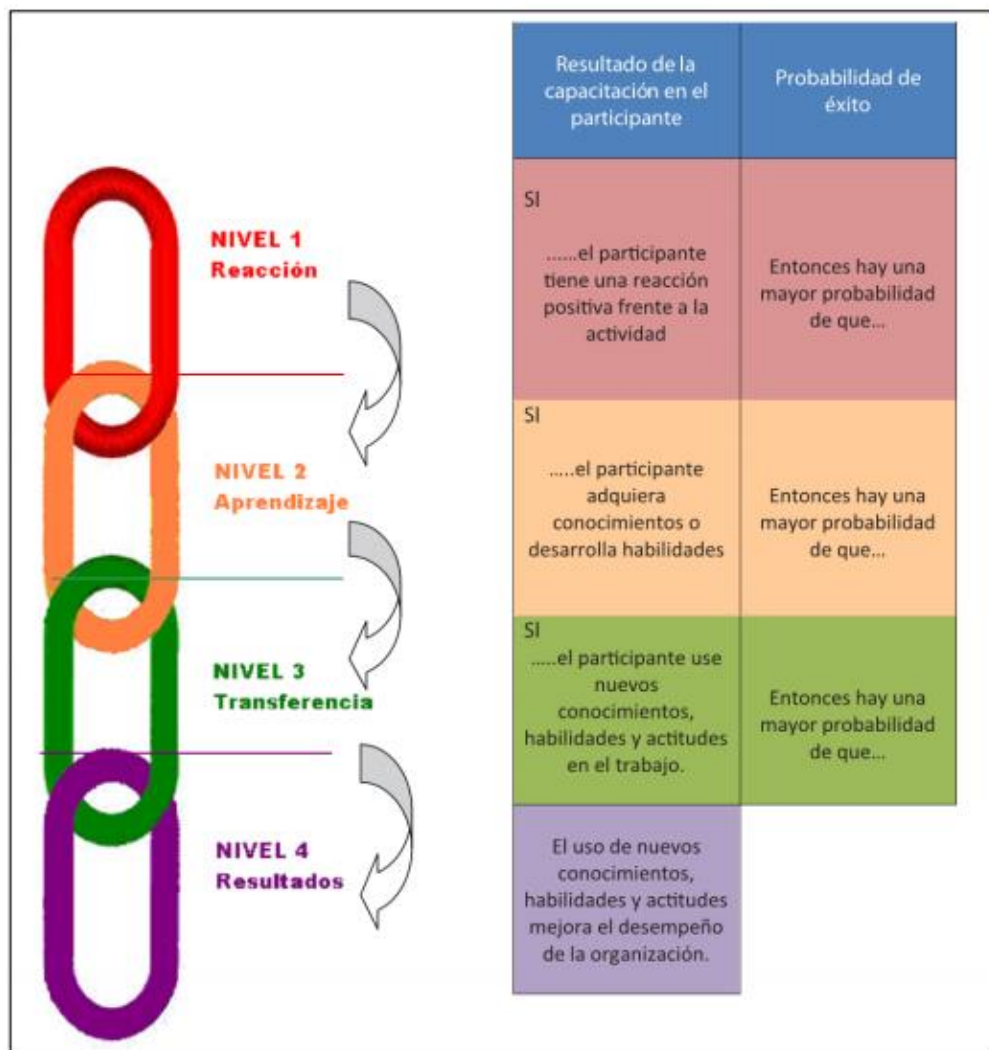 Resultado de la
capacitación en el
participante
Probabilidad de
éxito
NIVEL 1
Reacción
SI
......el participante
tiene una reacción
positiva frente a la
actividad
Entonces hay una
mayor probabilidad
de que...
NIVEL 2
Aprendizaje
SI
.....el participante
adquiera
conocimientos o
desarrolla habilidades
Entonces hay una
mayor probabilidad
de que...
NIVEL 3
Transferencia
SI
.....el participante use
nuevos
conocimientos,
habilidades y actitudes
en el trabajo.
Entonces hay una
mayor probabilidad
de que...
NIVEL 4
Resultados
El uso de nuevos
conocimientos,
habilidades y actitudes
mejora el desempeño
de la organización.